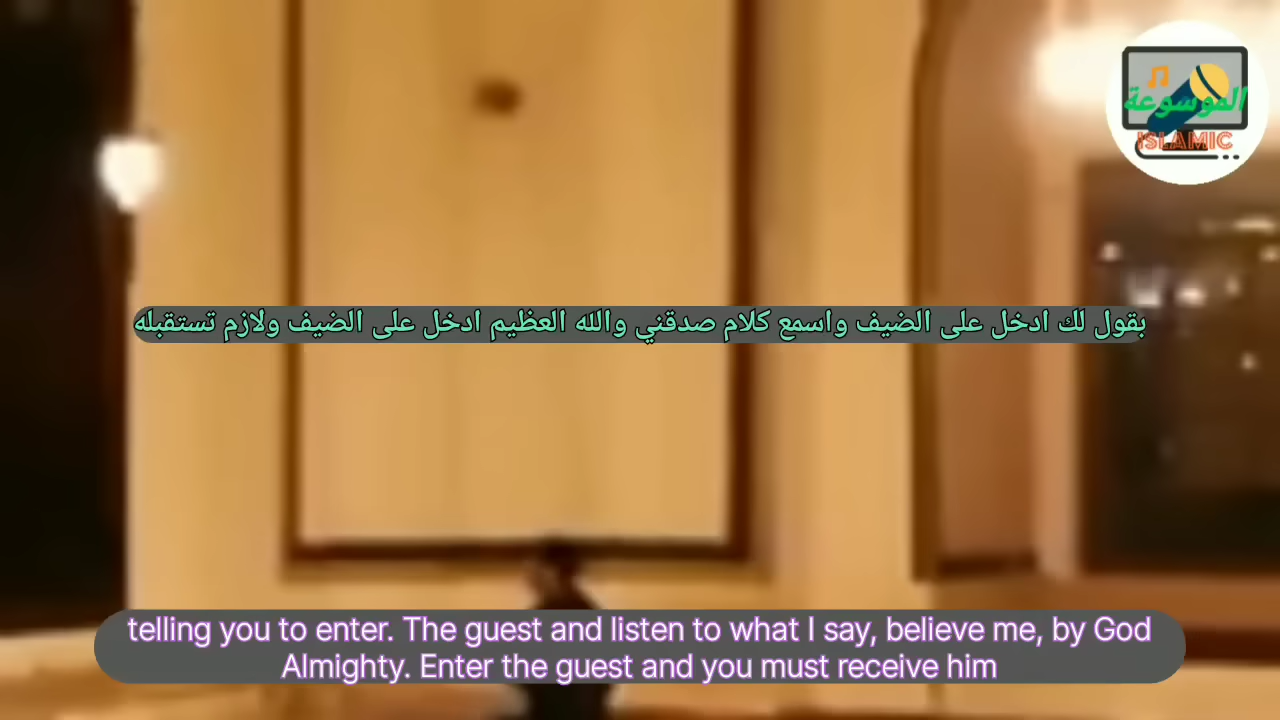 الموسوعة
ISLAMIC
بقول لك ادخل على الضيف واسمع كلام صدقني والله العظيم ادخل على الضيف ولازم تستقبله
telling you to enter. The guest and listen to what I say, believe me, by God
Almighty. Enter the guest and you must receive him